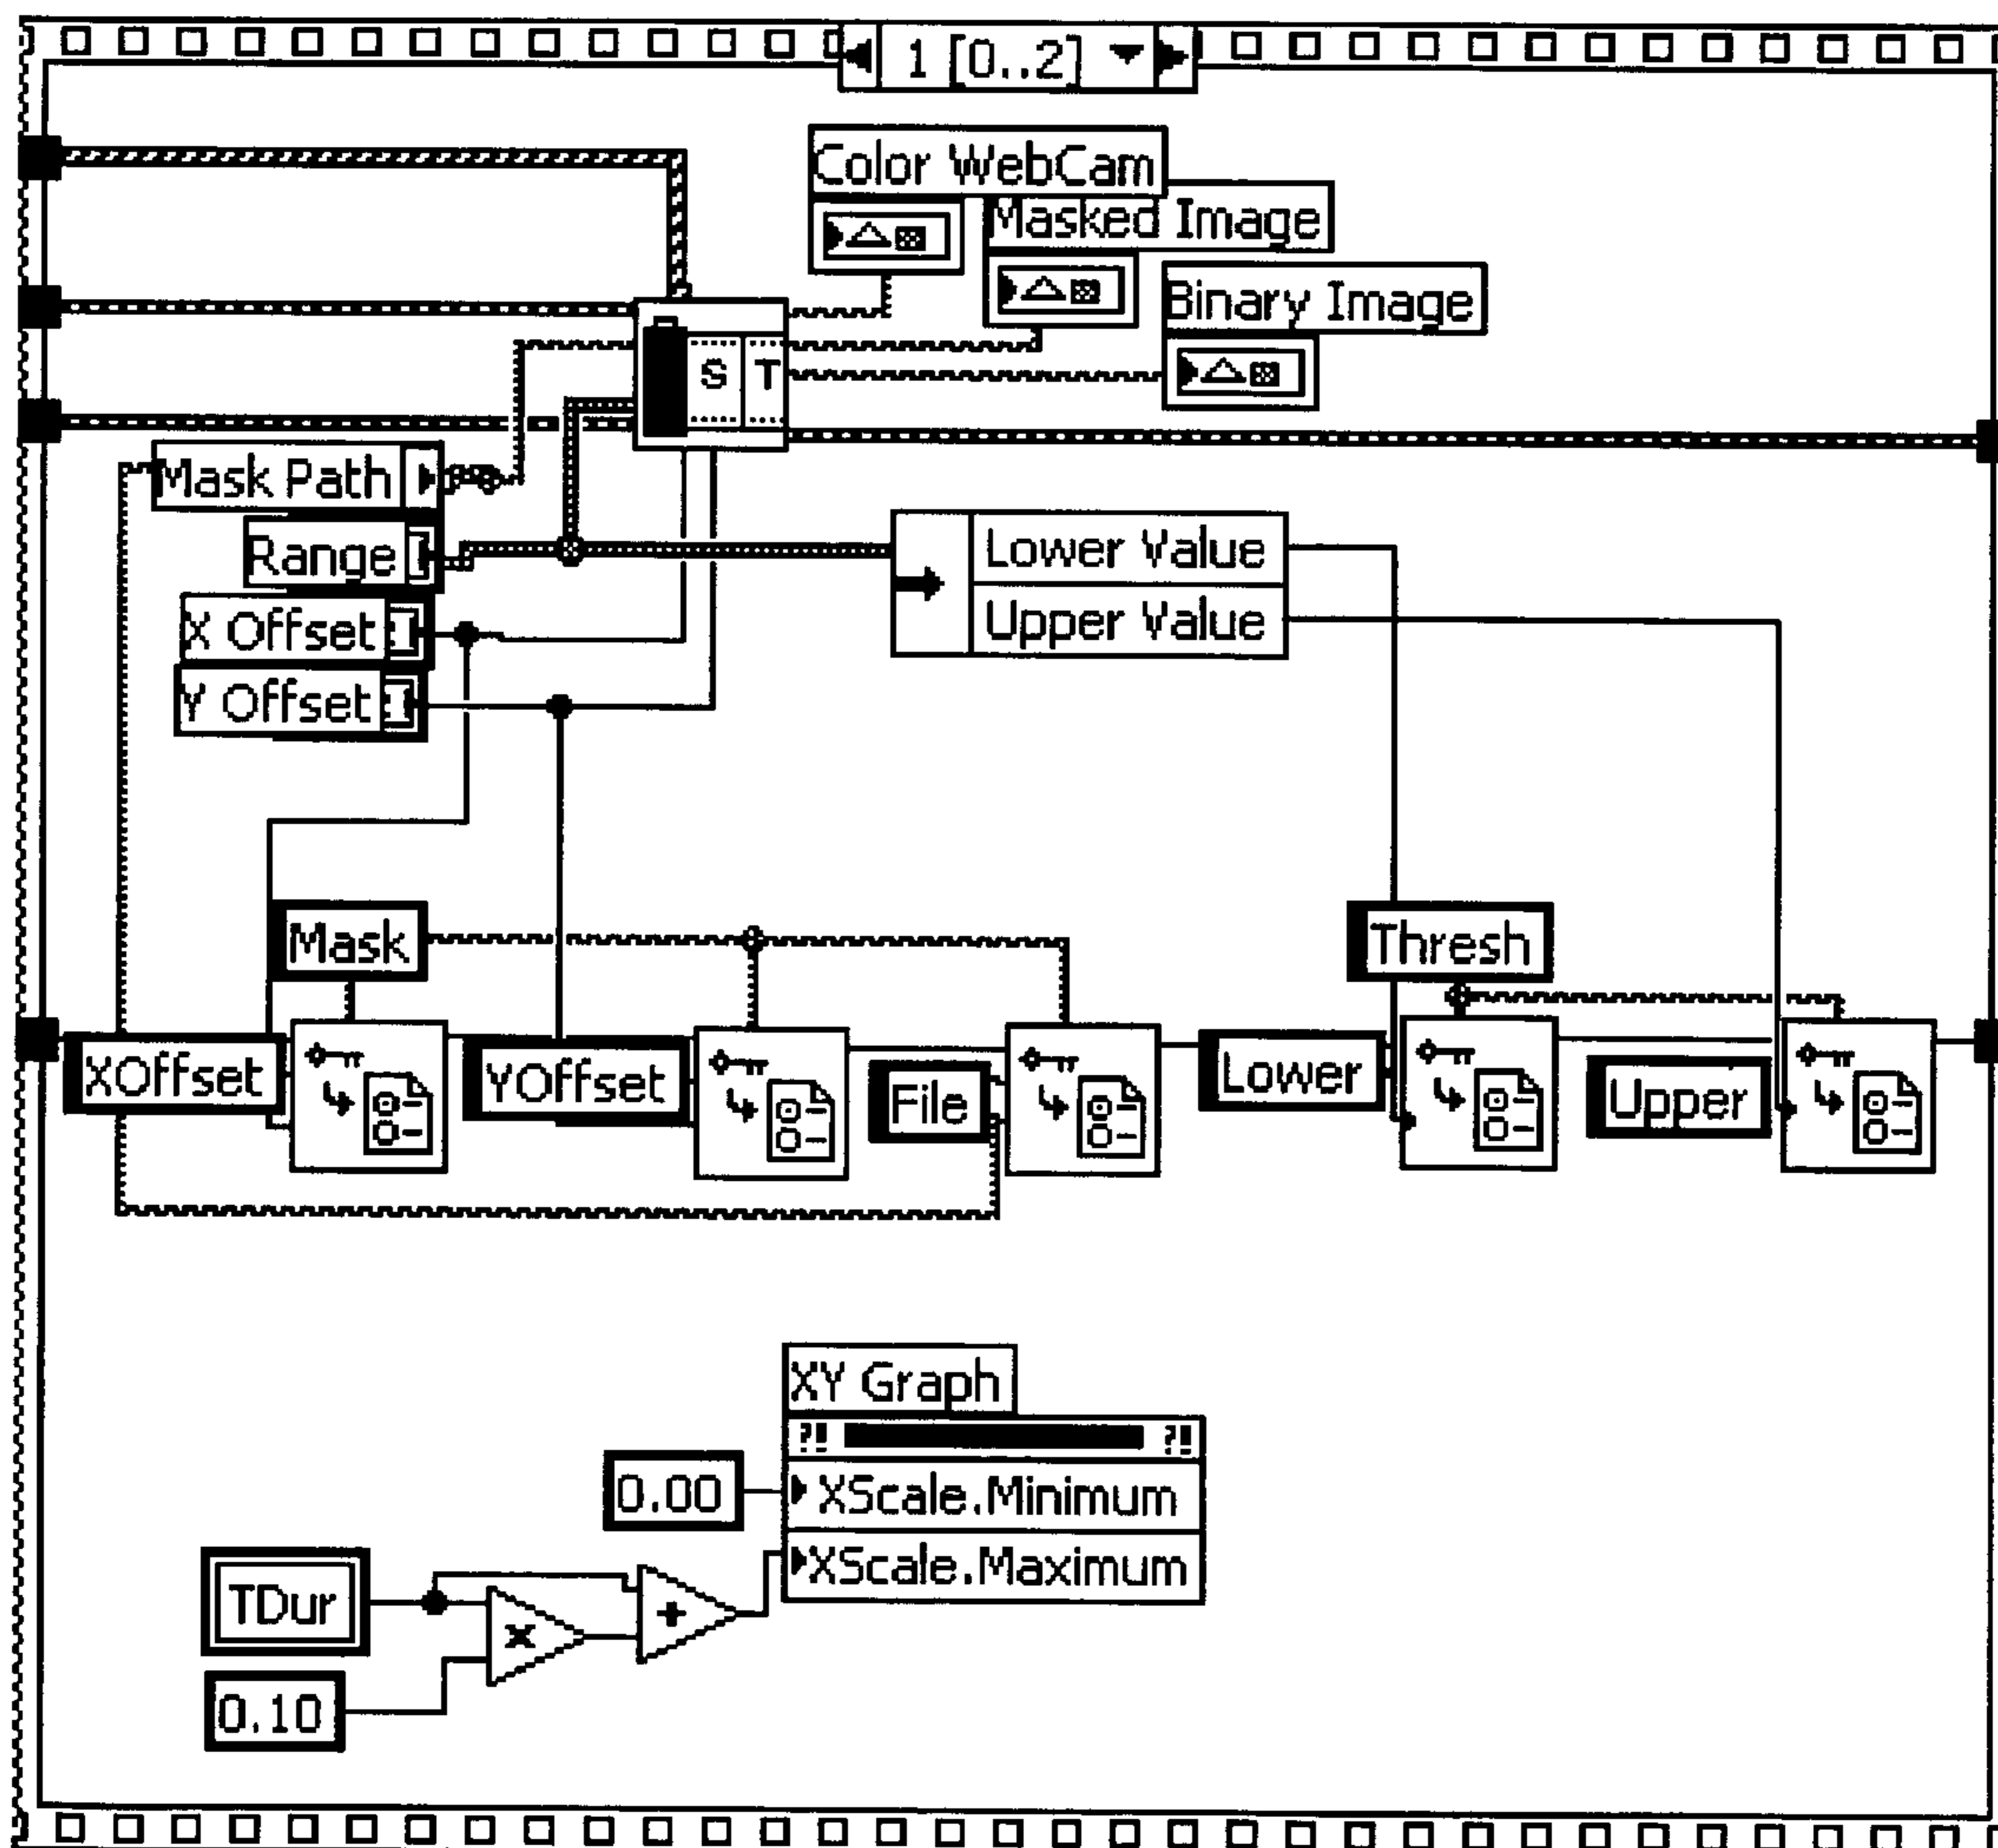 1 [0..2]
Color WebCam
Masked Image
Binary Image
S T
Mask Path
Range
Lower Value
Upper Value
X Offset
Y Offset
Mask
Thresh
XOffset
YOffset
File
Lower
Upper
XY Graph
?!
?!
0.00
XScale.Minimum
XScale.Maximum
TDur
x
+
0.10